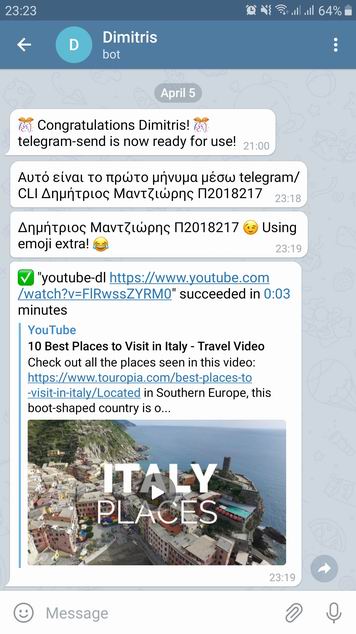 23:23
64%
Dimitris
D
bot
April 5
🎊 Congratulations Dimitris! 🎊
telegram-send is now ready for use!
21:00
Αυτό είναι το πρώτο μήνυμα μέσω telegram/
CLI Δημήτριος Μαντζιώρης Π2018217
23:18
Δημήτριος Μαντζιώρης Π2018217 😉 Using
emoji extra! 😂
23:19
✅ "youtube-dl https://www.youtube.com
/watch?v=FlRwssZYRM0" succeeded in 0:03
minutes
YouTube
10 Best Places to Visit in Italy - Travel Video
Check out all the places seen in this video:
https://www.touropia.com/best-places-to
-visit-in-italy/Located in Southern Europe, this
boot-shaped country is o...
ITALY
PLACES
23:19
Message